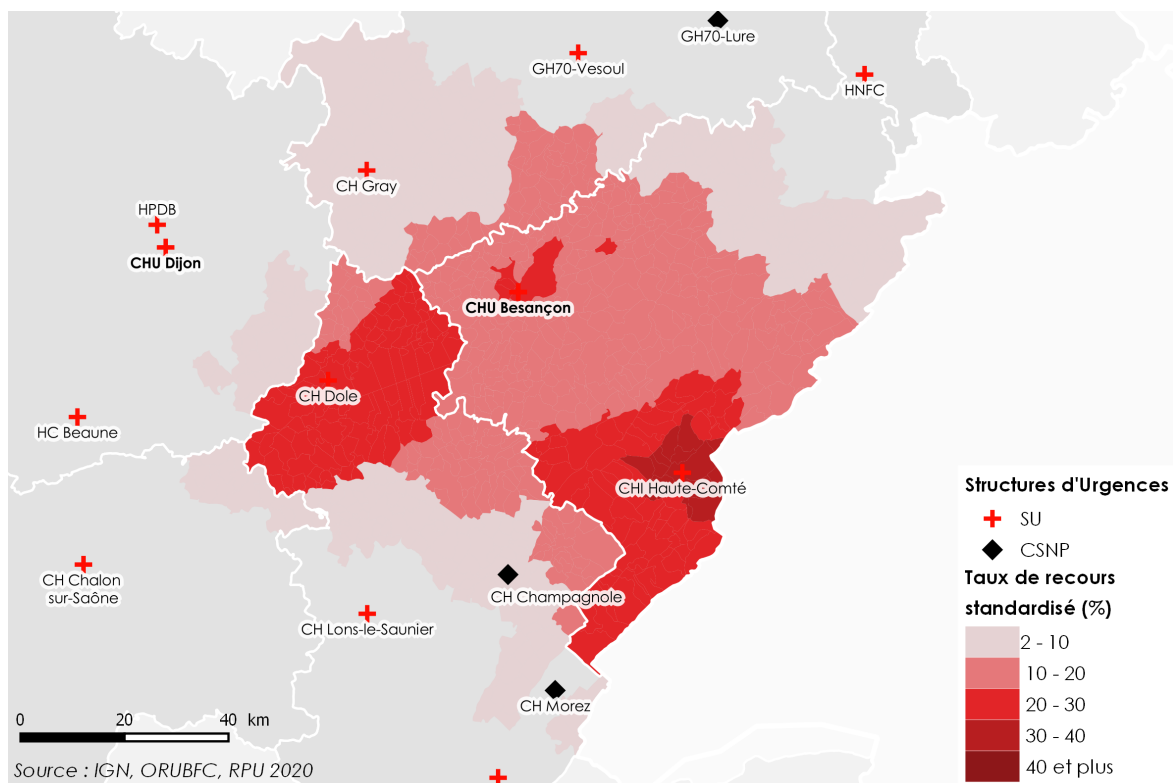 GH70-Lure
GH70-Vesoul
HNFC
CH Gray
HPDB
CHU Dijon
CHU Besançon
CH Dole
HC Beaune
CHI Haute-Comté
CH Chalon
sur-Saône
CH Champagnole
CH Lons-le-Saunier
CH Morez
Structures d'Urgences
SU
CSNP
Taux de recours
standardisé (%)
2 - 10
10 - 20
20 - 30
30 - 40
40 et plus
0 20 40 km
Source : IGN, ORUBFC, RPU 2020